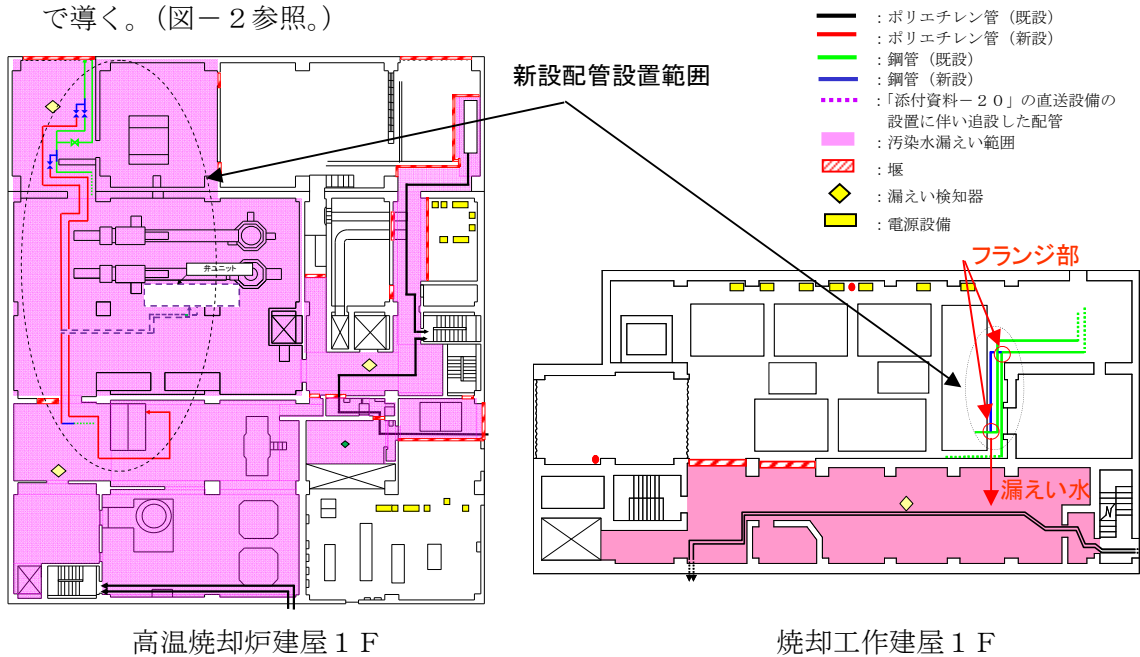 で導く。（図－２参照。）
：ポリエチレン管（既設）
：ポリエチレン管（新設）
：鋼管（既設）
：鋼管（新設）
：「添付資料－20」の直送設備の
設置に伴い追設した配管
：汚染水漏えい範囲
：堰
：漏えい検知器
：電源設備
新設配管設置範囲
弁ユニット
フランジ部
漏えい水
高温焼却炉建屋１Ｆ
焼却工作建屋１Ｆ